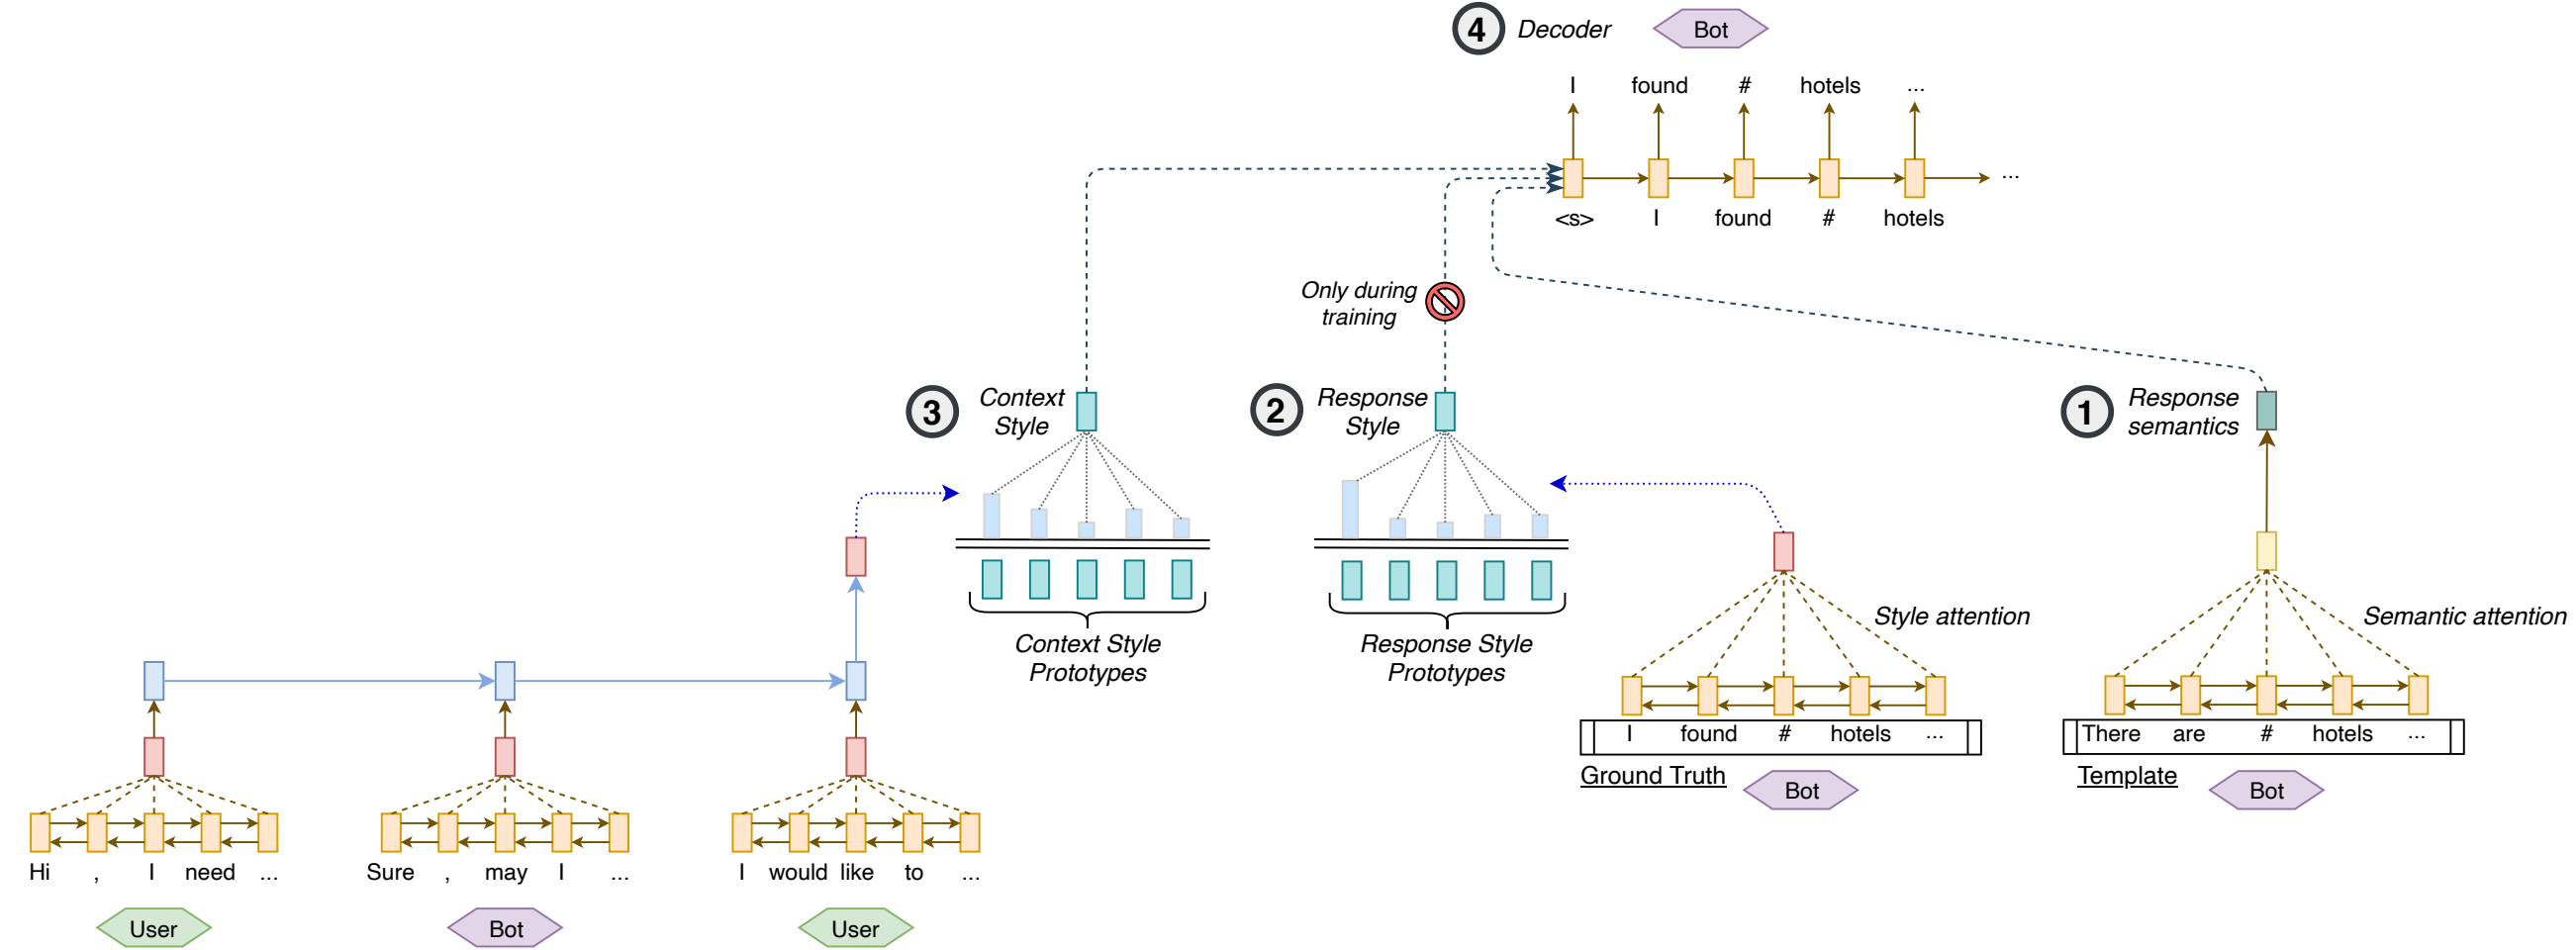 4 Decoder Bot
I found # hotels ...
...
<s> I found # hotels
Only during
training
3 Context
Style
2 Response
Style
1 Response
semantics
Style attention
Semantic attention
Context Style
Prototypes
Response Style
Prototypes
I found # hotels ...
There are # hotels ...
Ground Truth Bot
Template Bot
Hi , I need ...
Sure , may I ...
I would like to ...
User
Bot
User